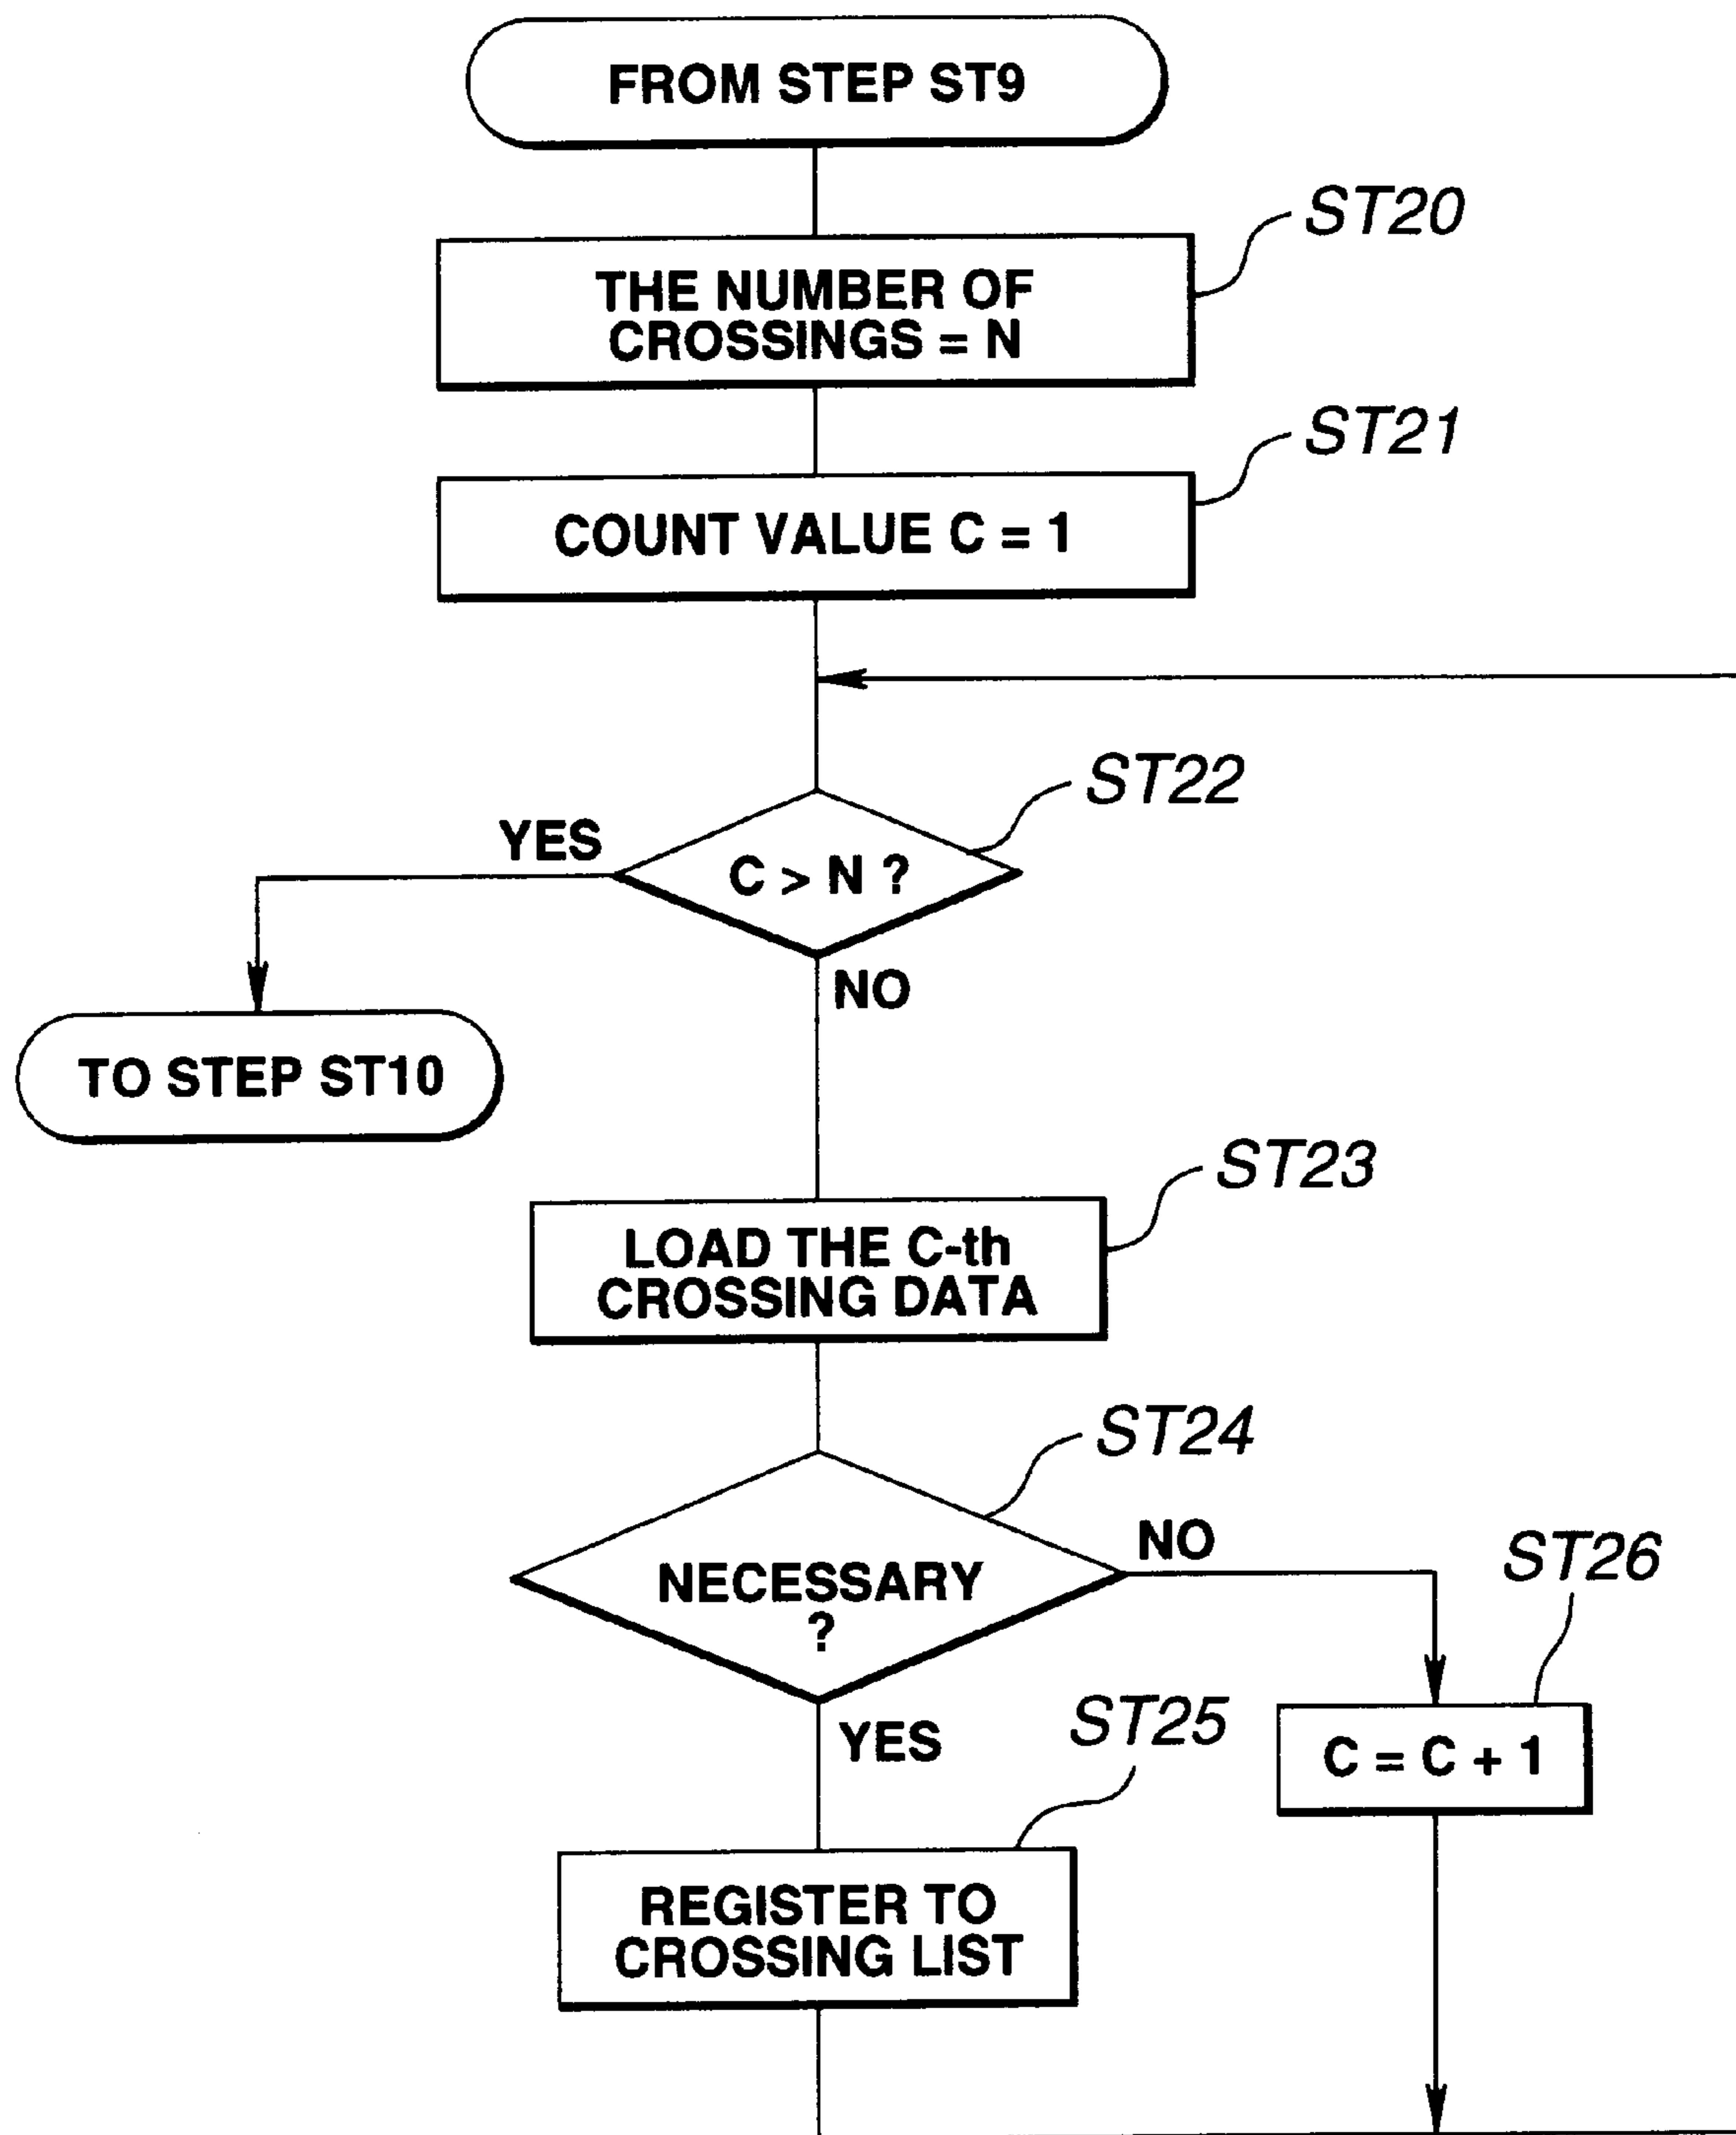 FROM STEP ST9
ST20
THE NUMBER OF
CROSSINGS = N
ST21
COUNT VALUE C = 1
ST22
YES
C > N ?
NO
TO STEP ST10
ST23
LOAD THE C-th
CROSSING DATA
ST24
NO
NECESSARY
?
ST26
YES
ST25
C = C + 1
REGISTER TO
CROSSING LIST